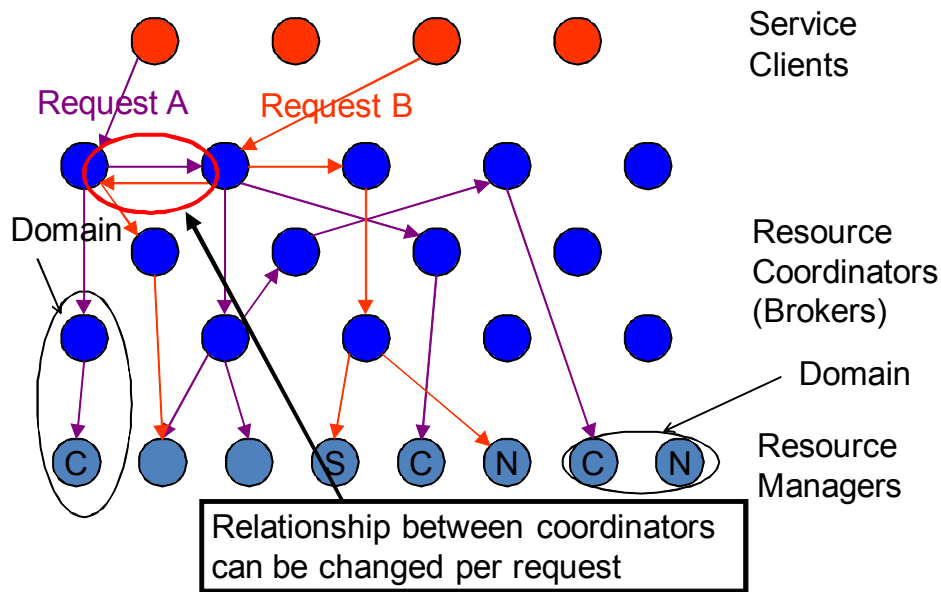 Service
Clients
Request A
Request B
Domain
Resource
Coordinators
(Brokers)
Domain
C
S
C
N
C
N
Resource
Managers
Relationship between coordinators
can be changed per request